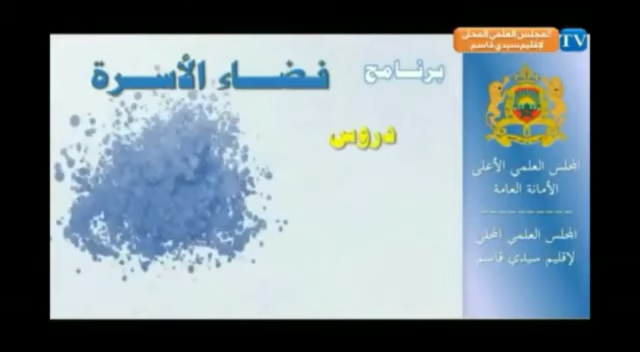 المجلس العلمي المحلي
لإقليم سيدي قاسم
TV
برنامج فضاء الأسرة
دروس
المجلس العلمي الأعلى
الأمانة العامة
المجلس العلمي المحلي
لإقليم سيدي قاسم